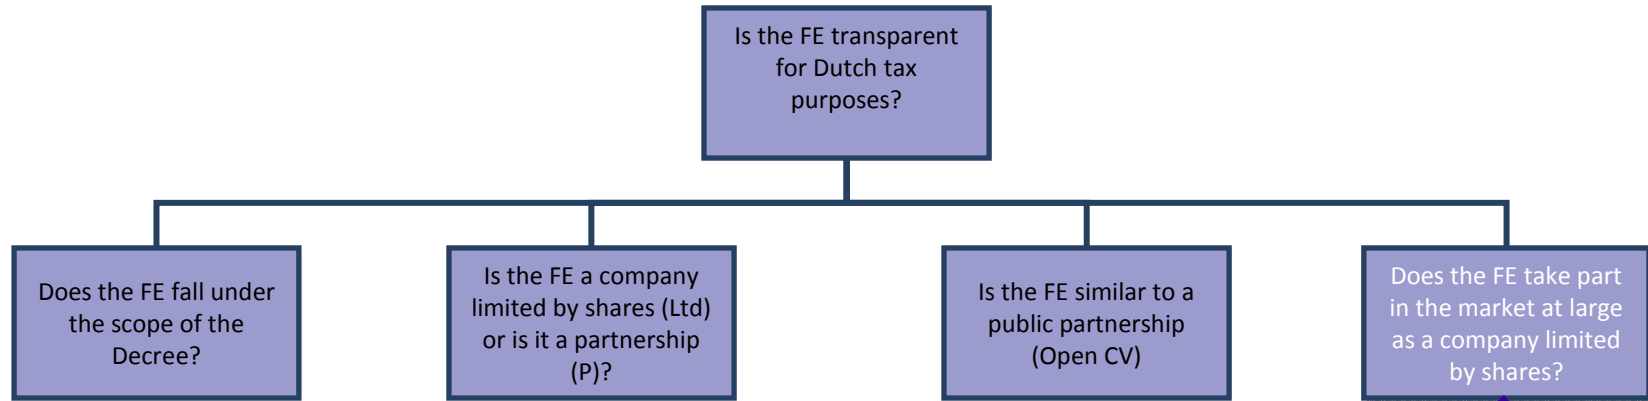 Is the FE transparent
for Dutch tax
purposes?
Does the FE fall under
the scope of the
Decree?
Is the FE a company
limited by shares (Ltd)
or is it a partnership
(P)?
Is the FE similar to a
public partnership
(Open CV)
Does the FE take part
in the market at large
as a company limited
by shares?